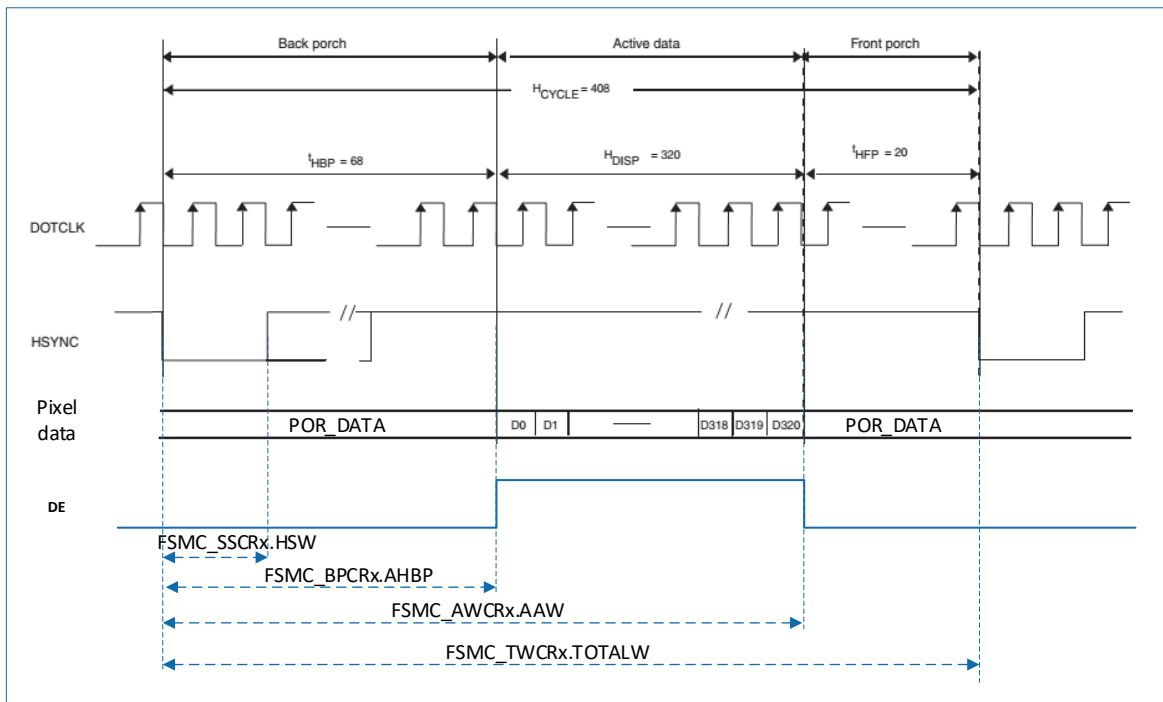 Back porch Active data Front porch
HCYCLE = 408
tHBP = 68 HDISP = 320 tHFP = 20
DOTCLK
HSYNC
Pixel
data
POR_DATA D0 D1 D318 D319 D320 POR_DATA
DE
FSMC_SSCRx.HSW
FSMC_BPCRx.AHBP
FSMC_AWCRx.AAW
FSMC_TWCRx.TOTALW